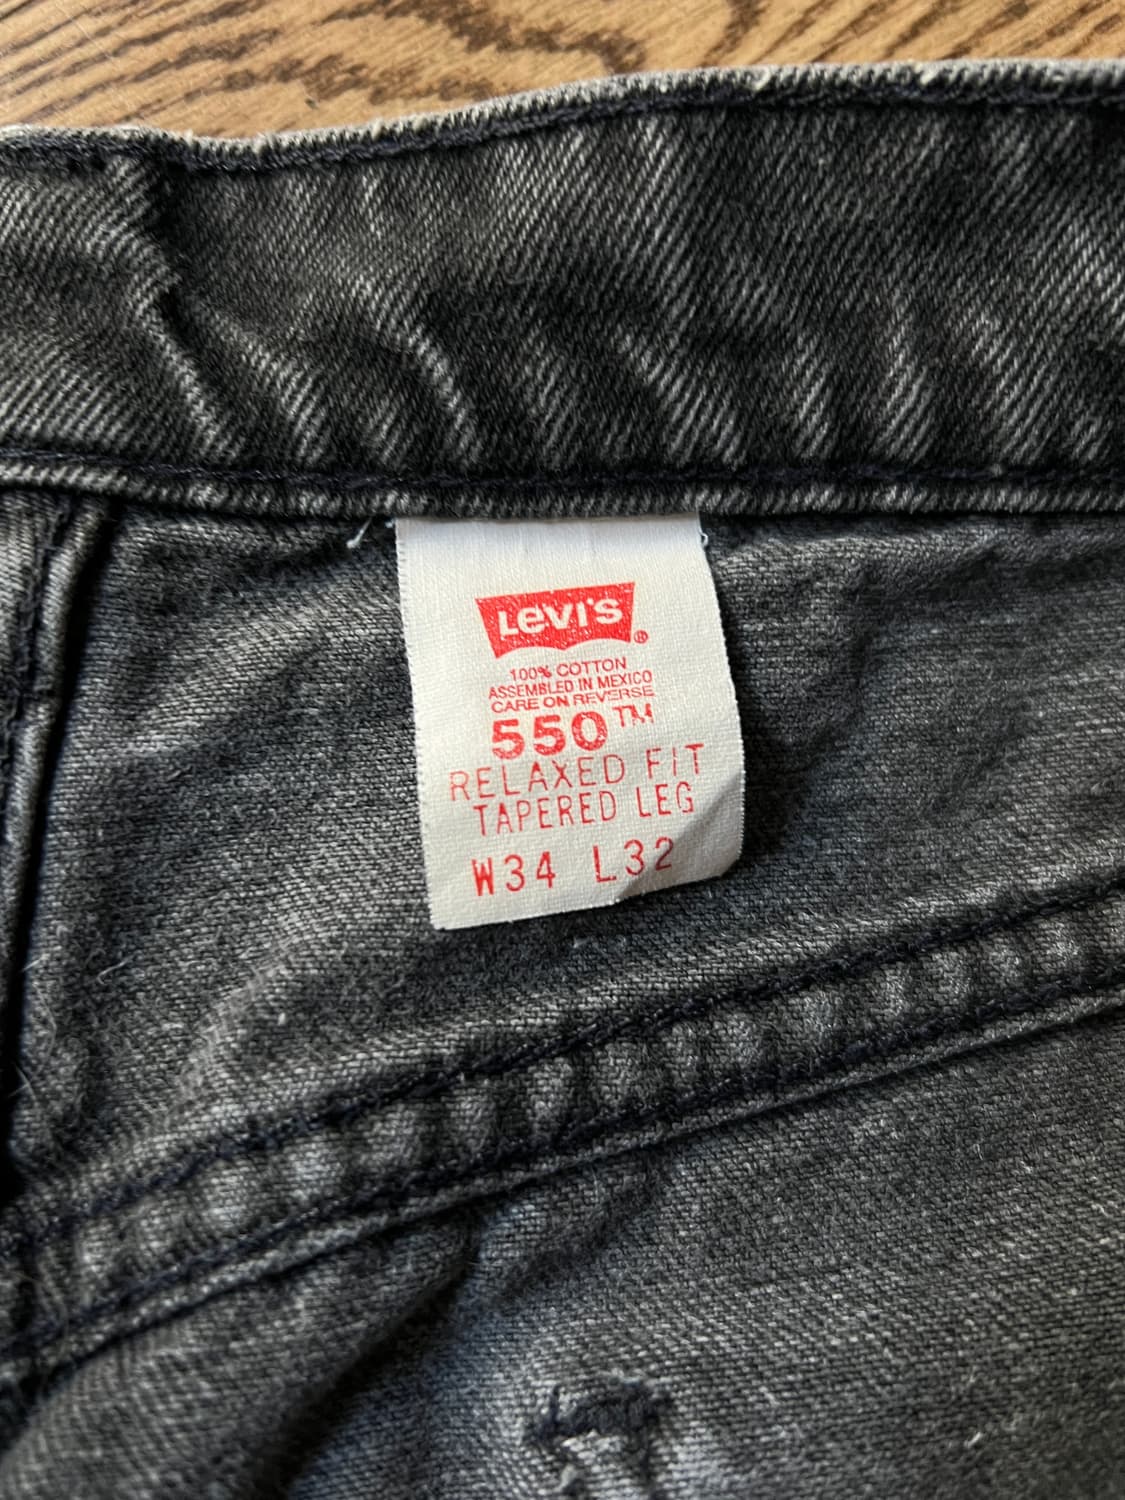 Levi's®
100% COTTON
ASSEMBLED IN MEXICO
CARE ON REVERSE
550™
RELAXED FIT
TAPERED LEG
W34 L32